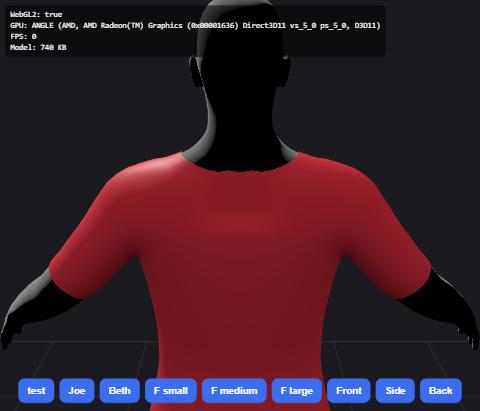 WebGL2: true
GPU: ANGLE (AMD, AMD Radeon(TM) Graphics (0x00001636) Direct3D11 vs_5_0 ps_5_0, D3D11)
FPS: 0
Model: 740 KB
test Joe Beth F small F medium F large Front Side Back